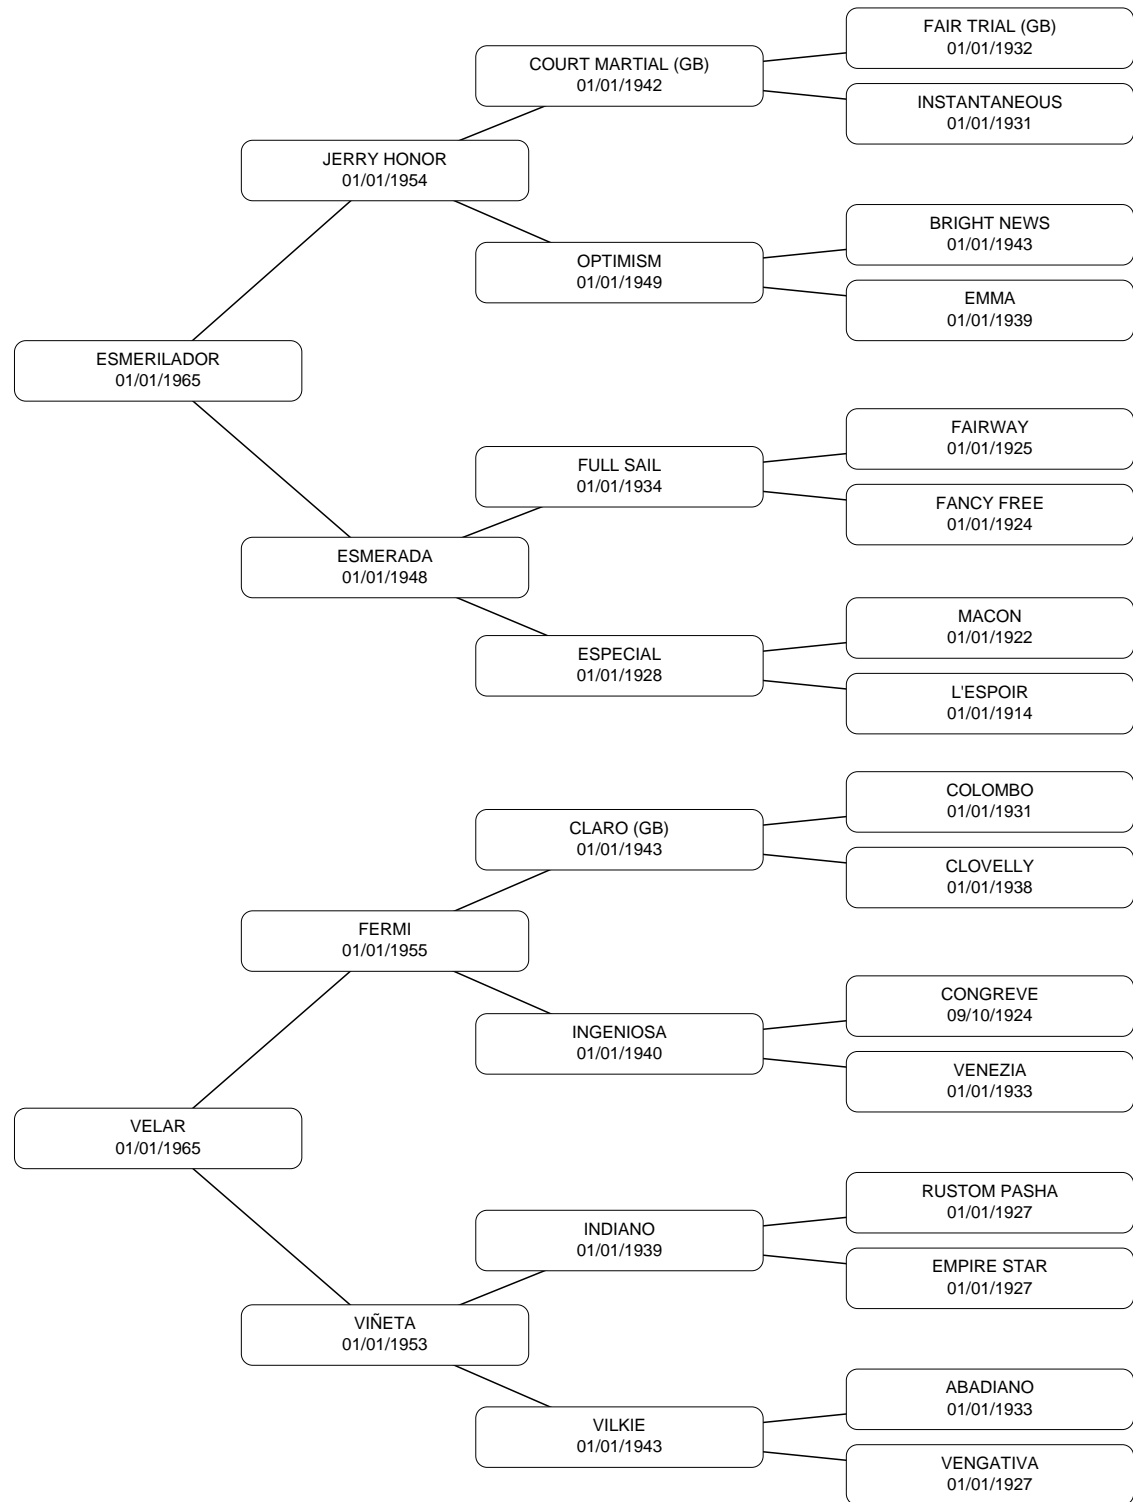 FAIR TRIAL (GB)
01/01/1932
COURT MARTIAL (GB)
01/01/1942
INSTANTANEOUS
01/01/1931
JERRY HONOR
01/01/1954
BRIGHT NEWS
01/01/1943
OPTIMISM
01/01/1949
EMMA
01/01/1939
ESMERILADOR
01/01/1965
FAIRWAY
01/01/1925
FULL SAIL
01/01/1934
FANCY FREE
01/01/1924
ESMERADA
01/01/1948
MACON
01/01/1922
ESPECIAL
01/01/1928
L'ESPOIR
01/01/1914
COLOMBO
01/01/1931
CLARO (GB)
01/01/1943
CLOVELLY
01/01/1938
FERMI
01/01/1955
CONGREVE
09/10/1924
INGENIOSA
01/01/1940
VENEZIA
01/01/1933
VELAR
01/01/1965
RUSTOM PASHA
01/01/1927
INDIANO
01/01/1939
EMPIRE STAR
01/01/1927
VIÑETA
01/01/1953
ABADIANO
01/01/1933
VILKIE
01/01/1943
VENGATIVA
01/01/1927